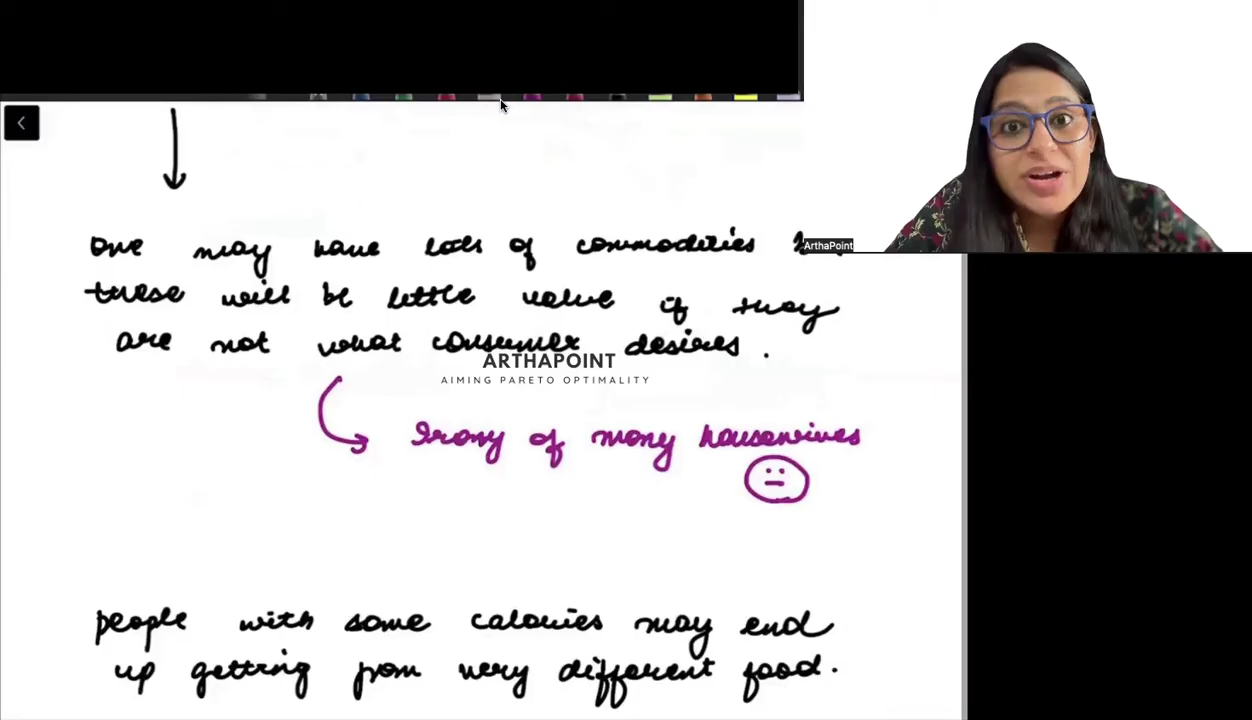 One may have lots of commodities
ArthaPoint
these will be little value if they
are not what consumer desires.
ARTHAPOINT
AIMING PARETO OPTIMALITY
Irony of many housewives
people with same calories may end
up getting from very different food.